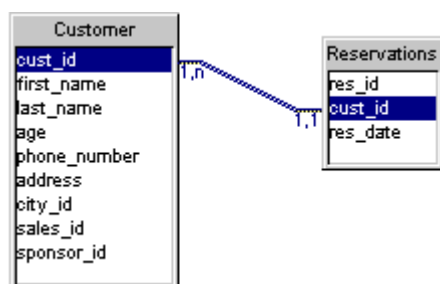 Customer
cust_id
first_name
last_name
age
phone_number
address
city_id
sales_id
sponsor_id
1,n
1,1
Reservations
res_id
cust_id
res_date